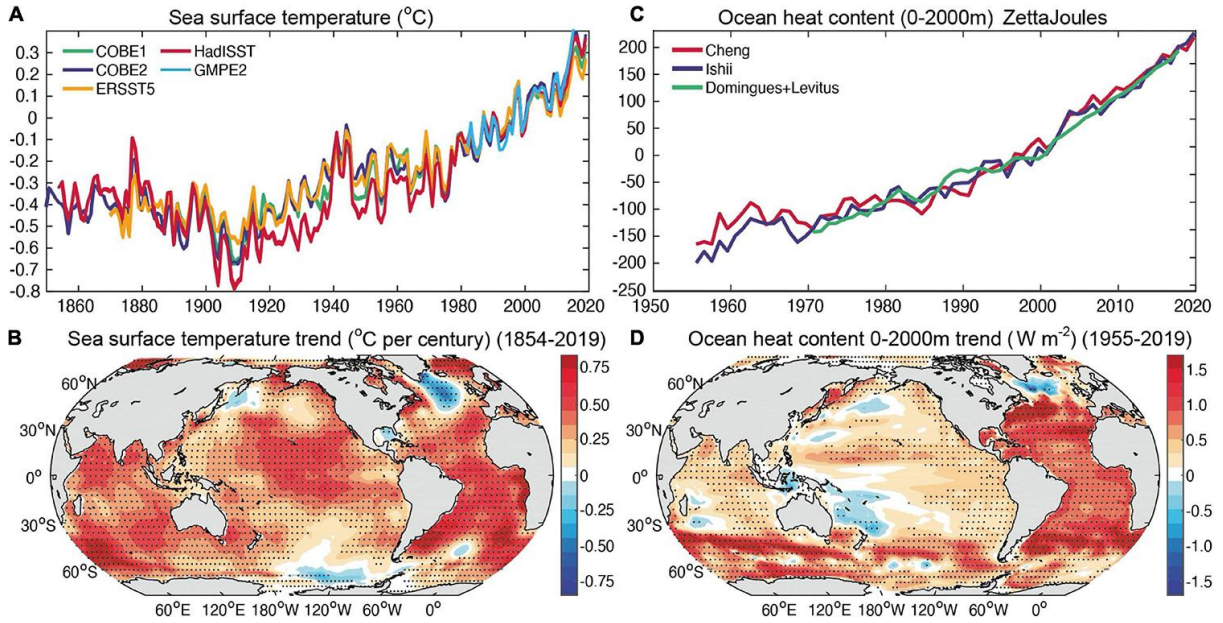 A Sea surface temperature (°C)
0.3
0.2
0.1
0
-0.1
-0.2
-0.3
-0.4
-0.5
-0.6
-0.7
-0.8
COBE1
COBE2
ERSST5
HadISST
GMPE2
1860 1880 1900 1920 1940 1960 1980 2000 2020
C Ocean heat content (0-2000m) ZettaJoules
200
150
100
50
0
-50
-100
-150
-200
-250
Cheng
Ishii
Domingues+Levitus
1950 1960 1970 1980 1990 2000 2010 2020
B Sea surface temperature trend (°C per century) (1854-2019)
60°N
30°N
0°
30°S
60°S
60°E 120°E 180°W 120°W 60°W 0°
0.75
0.50
0.25
0
-0.25
-0.50
-0.75
D Ocean heat content 0-2000m trend (W m-2) (1955-2019)
60°N
30°N
0°
30°S
60°S
60°E 120°E 180°W 120°W 60°W 0°
1.5
1.0
0.5
0
-0.5
-1.0
-1.5